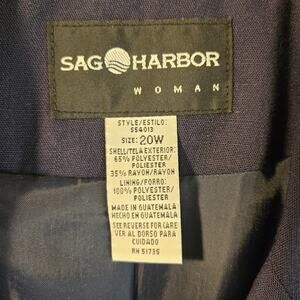 SAG HARBOR
WOMAN
STYLE/ESTILO:
5S4013
SIZE: 20W
SHELL/TELA EXTERIOR:
65% POLYESTER/
POLIESTER
35% RAYON/RAYON
LINING/FORRO:
100% POLYESTER/
POLIESTER
MADE IN GUATEMALA
HECHO EN GUATEMALA
SEE REVERSE FOR CARE
VER AL DORSO PARA
CUIDADO
RN 51735